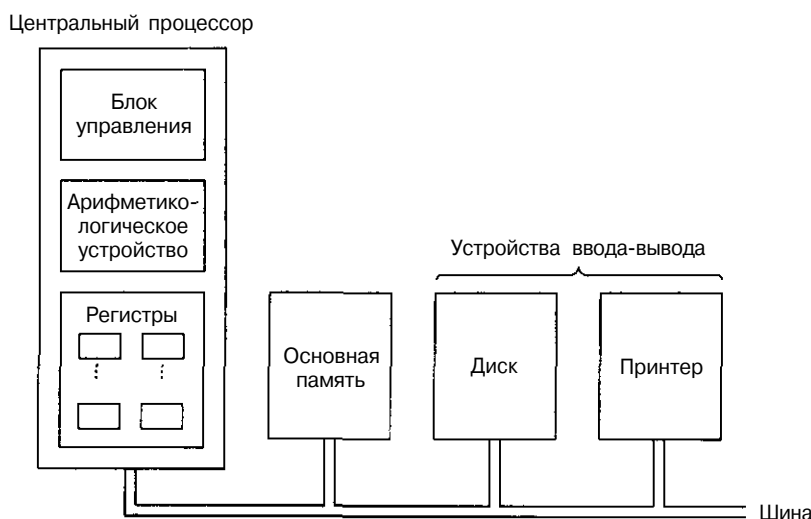 Центральный процессор
Блок
управления
Арифметико-
логическое
устройство
Регистры
Устройства ввода-вывода
Основная
память
Диск
Принтер
Шина